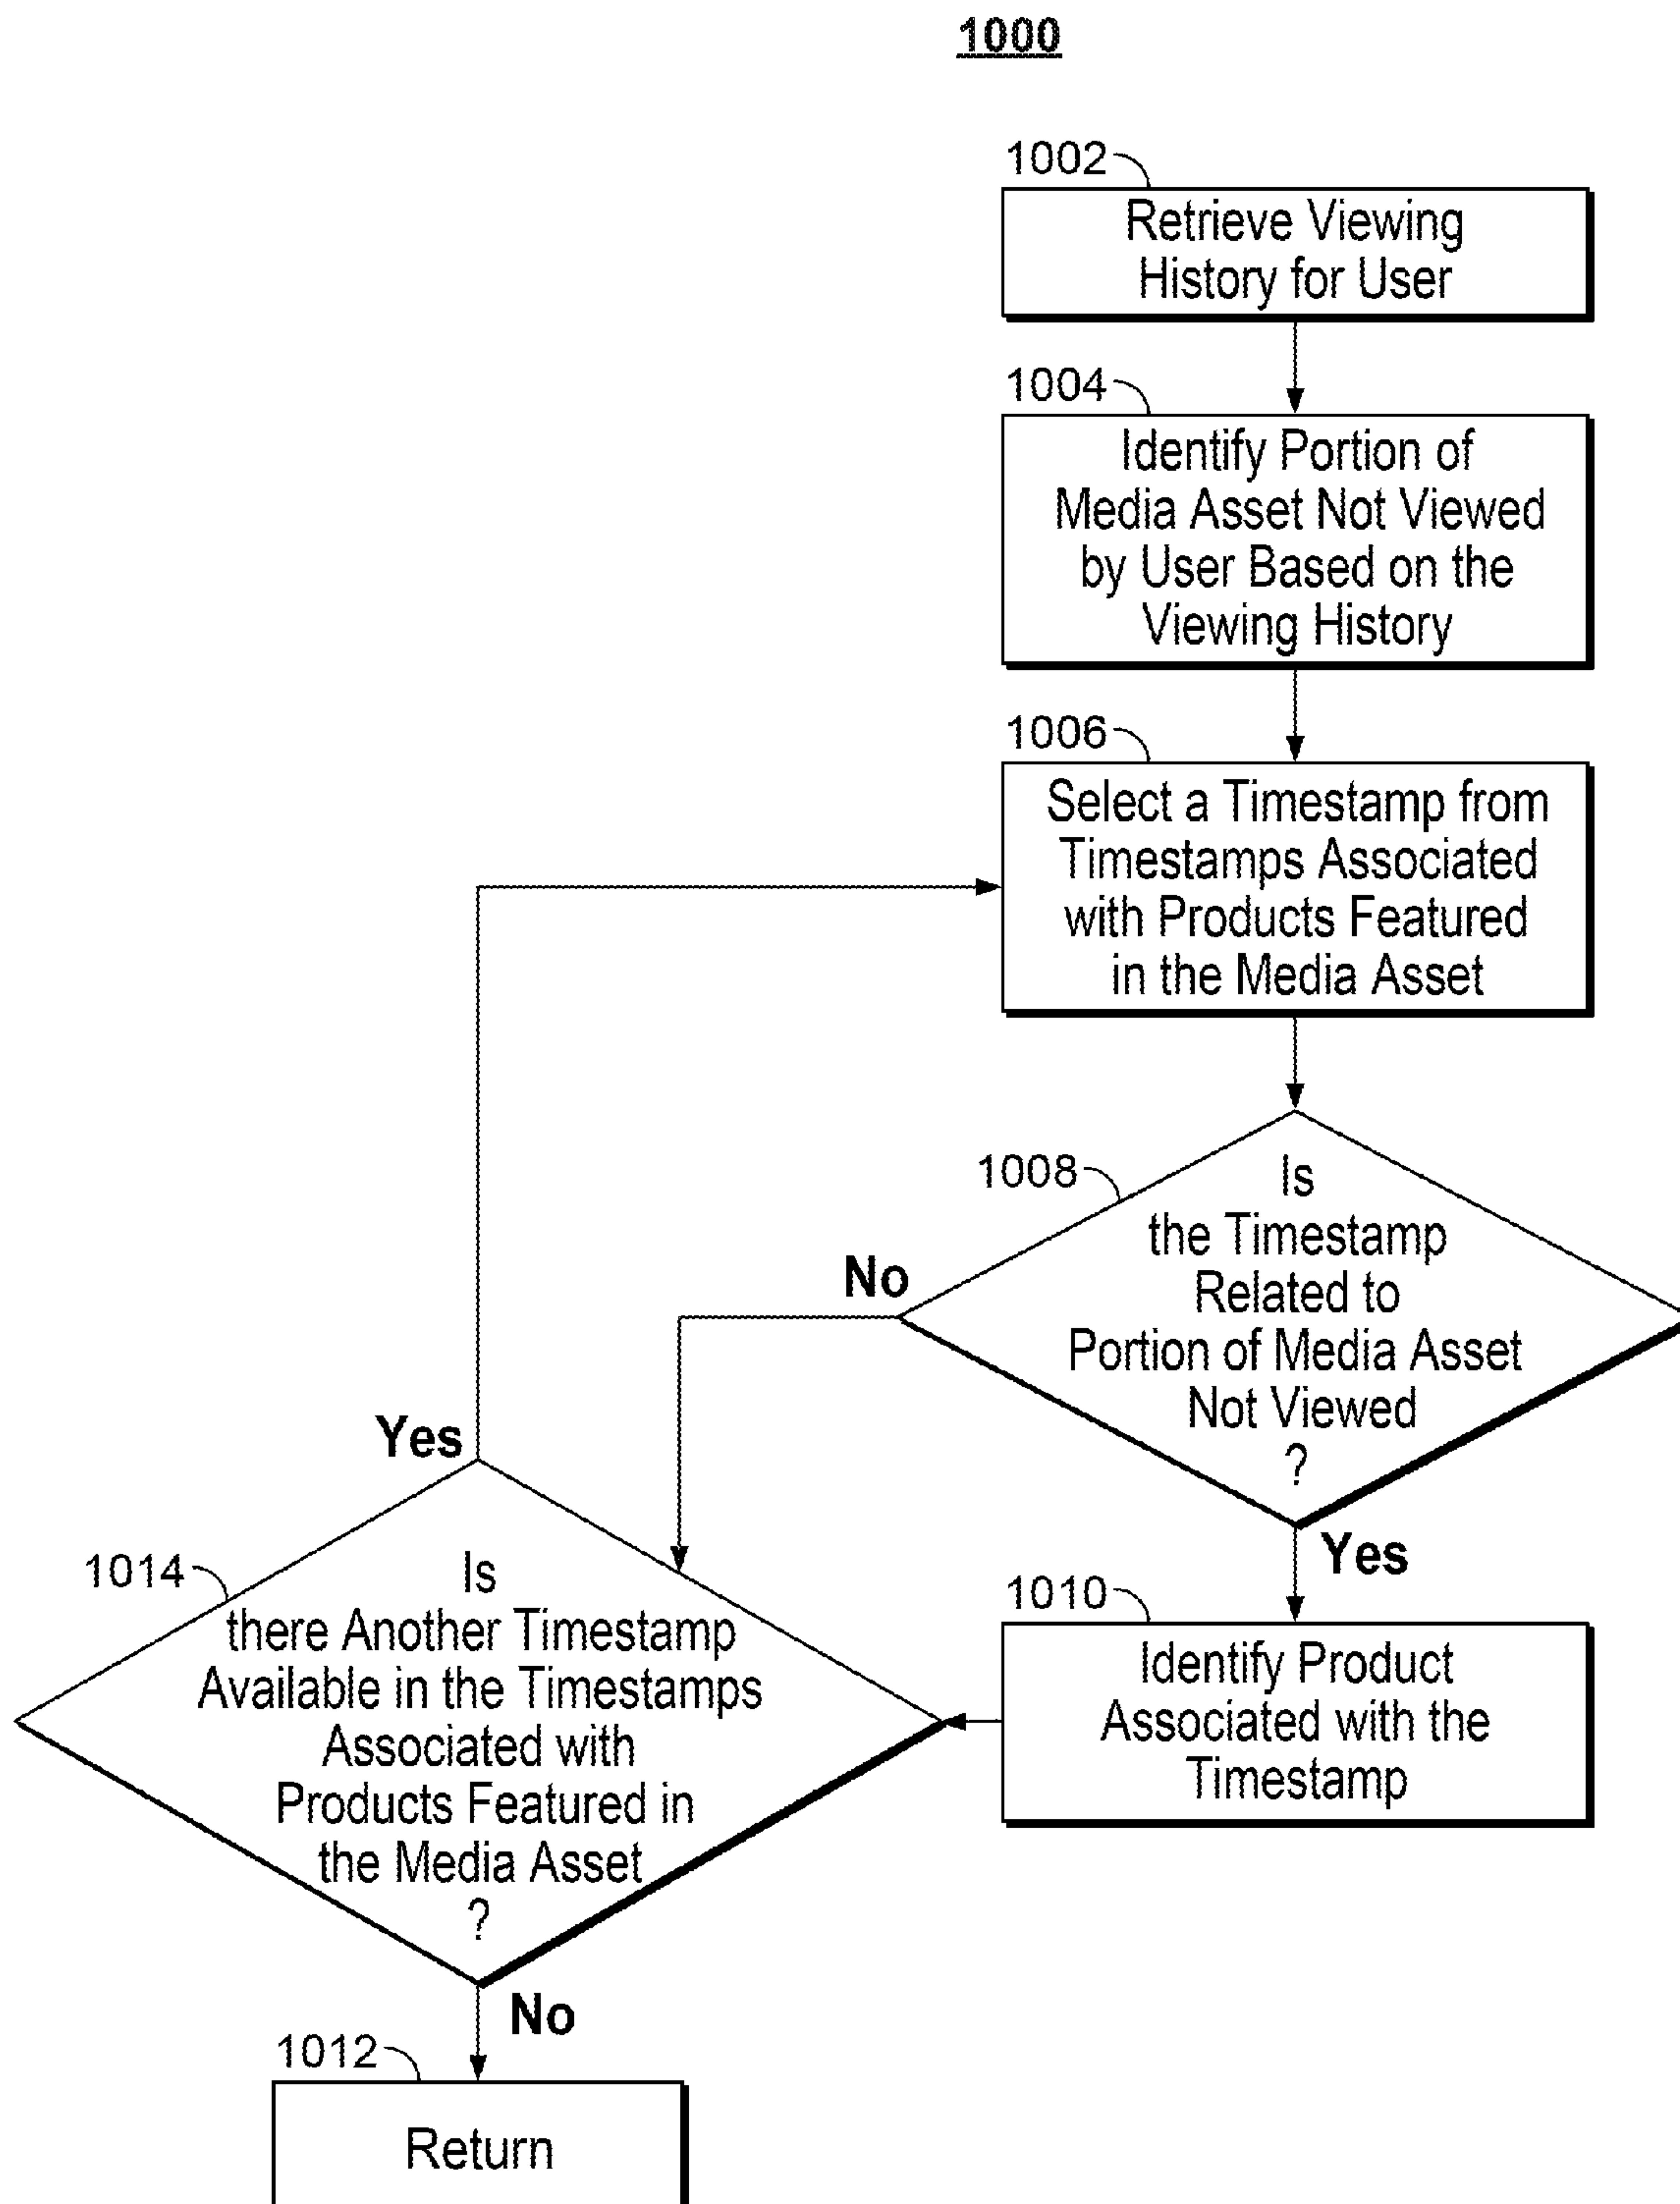 1000
1002
Retrieve Viewing
History for User
1004
Identify Portion of
Media Asset Not Viewed
by User Based on the
Viewing History
1006
Select a Timestamp from
Timestamps Associated
with Products Featured
in the Media Asset
1008
Is
the Timestamp
Related to
Portion of Media Asset
Not Viewed
?
No
Yes
1010
Identify Product
Associated with the
Timestamp
1014
Is
there Another Timestamp
Available in the Timestamps
Associated with
Products Featured in
the Media Asset
?
Yes
No
1012
Return